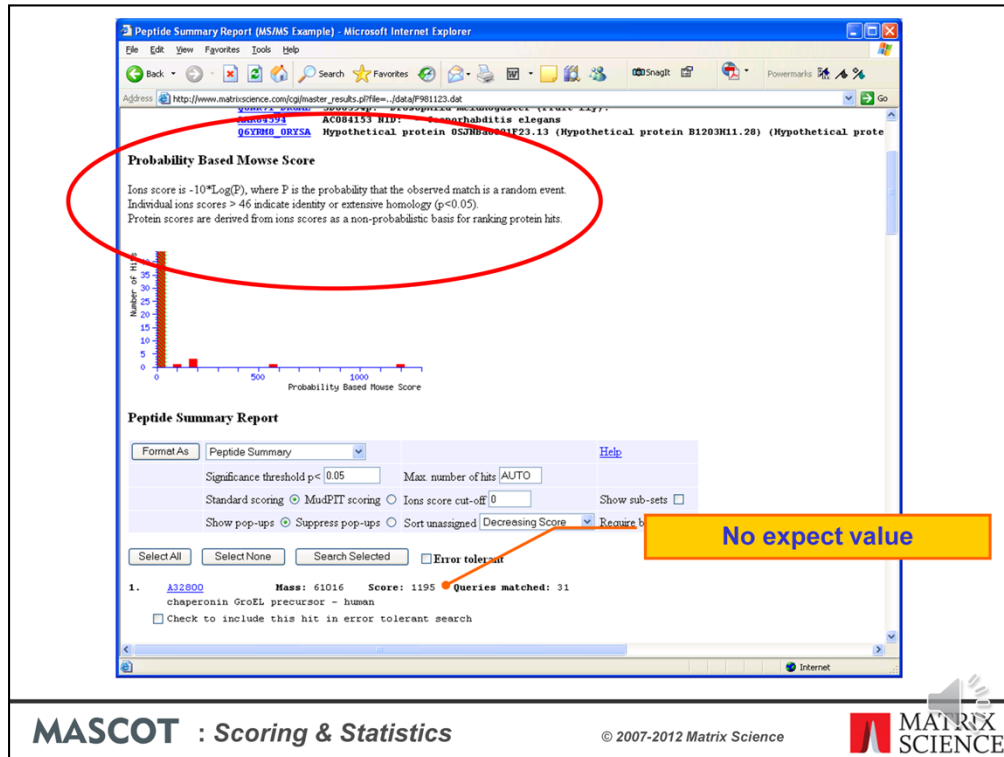 Peptide Summary Report (MS/MS Example) - Microsoft Internet Explorer
File Edit View Favorites Tools Help
Back Search Favorites SnagIt Powermarks
Address http://www.matrixscience.com/cgi/master_results.pl?file=../data/F981123.dat Go
AC084153 NID: Caenorhabditis elegans
Q6YRM8_ORYSA Hypothetical protein (Hypothetical protein B1203H11.28) (Hypothetical prote
Probability Based Mowse Score
Ions score is -10*Log(P), where P is the probability that the observed match is a random event.
Individual ions scores > 46 indicate identity or extensive homology (p<0.05).
Protein scores are derived from ions scores as a non-probabilistic basis for ranking protein hits.
Number of Hits
35
30
25
20
15
10
5
0
0 500 1000
Probability Based Mowse Score
Peptide Summary Report
Format As Peptide Summary Help
Significance threshold p< 0.05 Max. number of hits AUTO
Standard scoring MudPIT scoring Ions score cut-off 0 Show sub-sets
Show pop-ups Suppress pop-ups Sort unassigned Decreasing Score Require b
No expect value
Select All Select None Search Selected Error tolerant
1. A32800 Mass: 61016 Score: 1195 Queries matched: 31
chaperonin GroEL precursor - human
Check to include this hit in error tolerant search
Internet
MASCOT : Scoring & Statistics © 2007-2012 Matrix Science MATRIX
SCIENCE